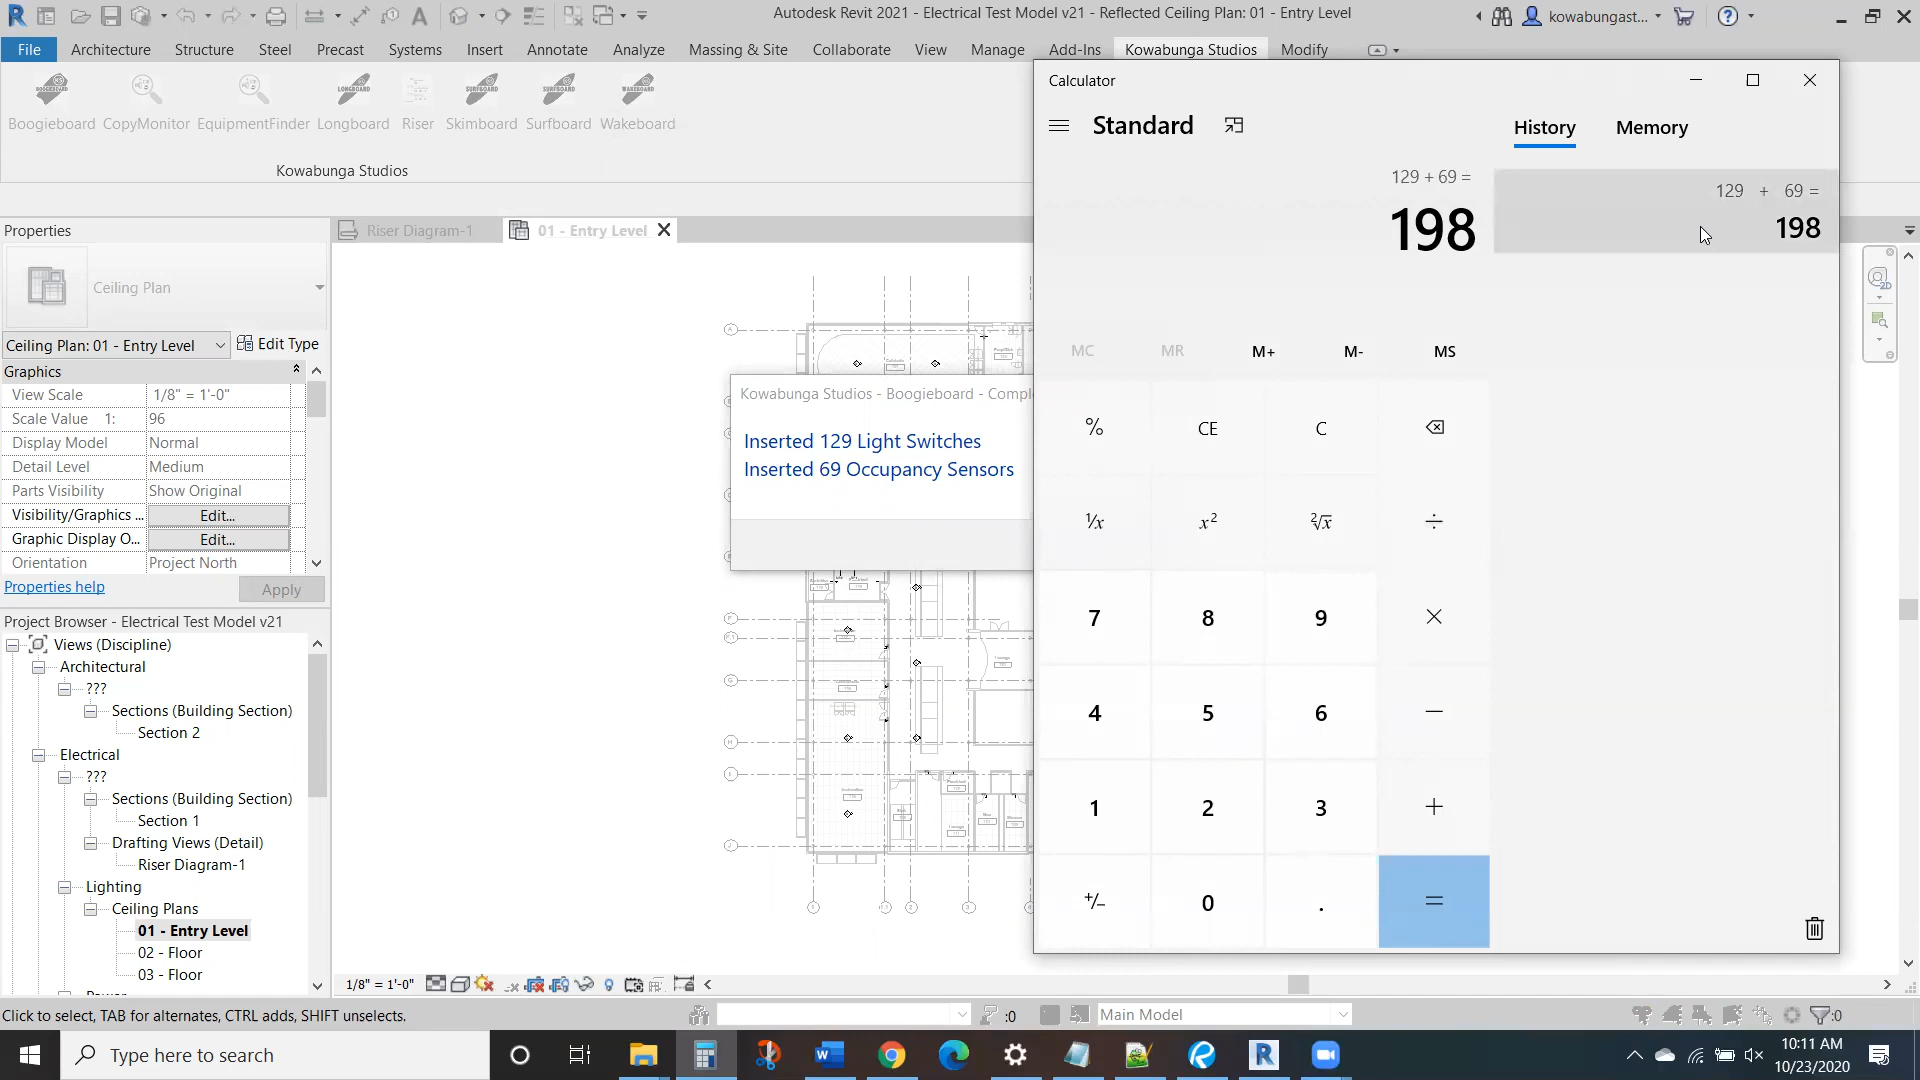 Autodesk Revit 2021 - Electrical Test Model v21 - Reflected Ceiling Plan: 01 - Entry Level
kowabungast...
File Architecture Structure Steel Precast Systems Insert Annotate Analyze Massing & Site Collaborate View Manage Add-Ins Kowabunga Studios Modify
Boogieboard CopyMonitor EquipmentFinder Longboard Riser Skimboard Surfboard Wakeboard
Kowabunga Studios
Properties
Riser Diagram-1
01 - Entry Level
Ceiling Plan
Ceiling Plan: 01 - Entry Level
Edit Type
Graphics
View Scale 1/8" = 1'-0"
Scale Value 1: 96
Display Model Normal
Detail Level Medium
Parts Visibility Show Original
Visibility/Graphics ... Edit...
Graphic Display O... Edit...
Orientation Project North
Properties help
Apply
Project Browser - Electrical Test Model v21
Views (Discipline)
Architectural
???
Sections (Building Section)
Section 2
Electrical
???
Sections (Building Section)
Section 1
Drafting Views (Detail)
Riser Diagram-1
Lighting
Ceiling Plans
01 - Entry Level
02 - Floor
03 - Floor
Kowabunga Studios - Boogieboard - Compl
Inserted 129 Light Switches
Inserted 69 Occupancy Sensors
Calculator
Standard
History Memory
129 + 69 =
198
129 + 69 =
198
MC MR M+ M- MS
% CE C
⅟x x² ²√x ÷
7 8 9 ×
4 5 6 −
1 2 3 +
+/− 0 . =
1/8" = 1'-0"
Click to select, TAB for alternates, CTRL adds, SHIFT unselects.
:0
Main Model
:0
Type here to search
10:11 AM
10/23/2020